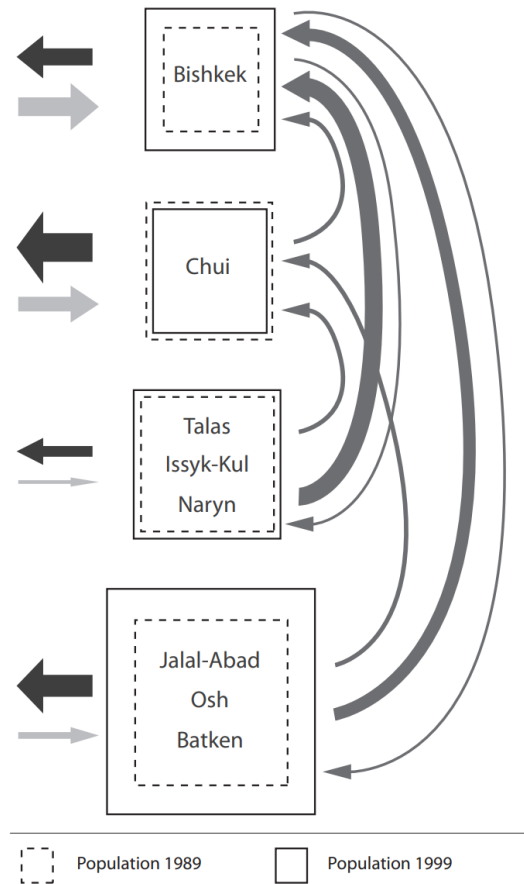 Bishkek
Chui
Talas
Issyk-Kul
Naryn
Jalal-Abad
Osh
Batken
Population 1989
Population 1999